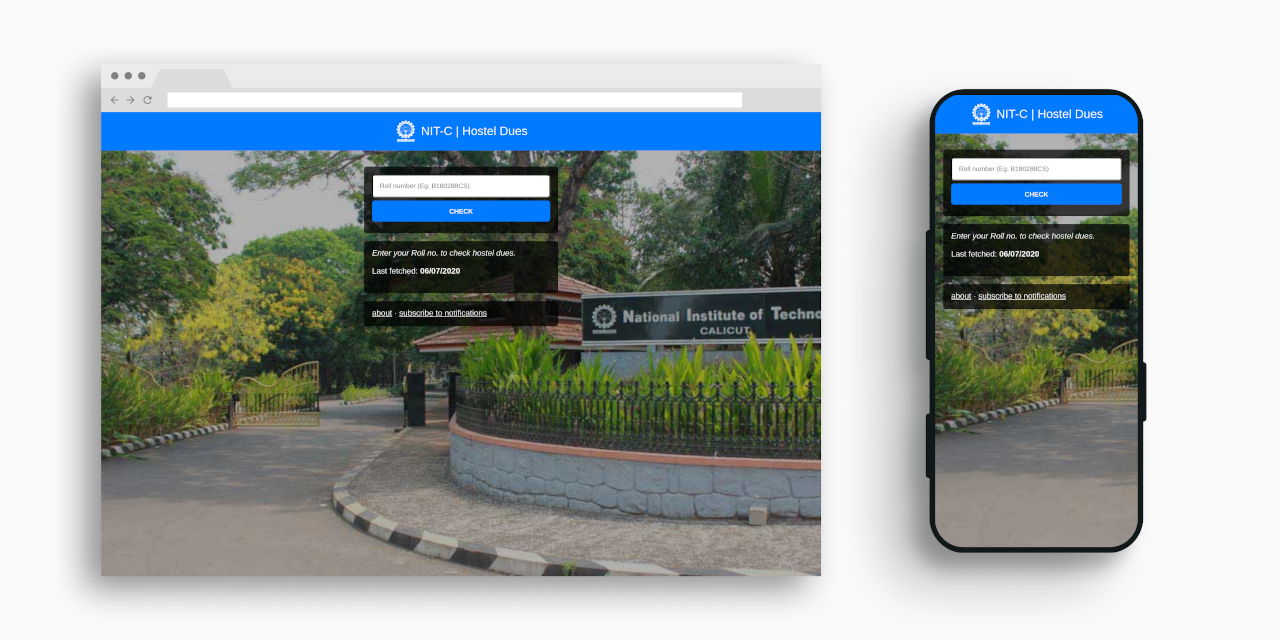 NIT-C | Hostel Dues
Roll number (Eg. B180288CS)
CHECK
Enter your Roll no. to check hostel dues.
Last fetched: 06/07/2020
about · subscribe to notifications
National Institute of Techno
CALICUT
NIT-C | Hostel Dues
Roll number (Eg. B180288CS)
CHECK
Enter your Roll no. to check hostel dues.
Last fetched: 06/07/2020
about · subscribe to notifications